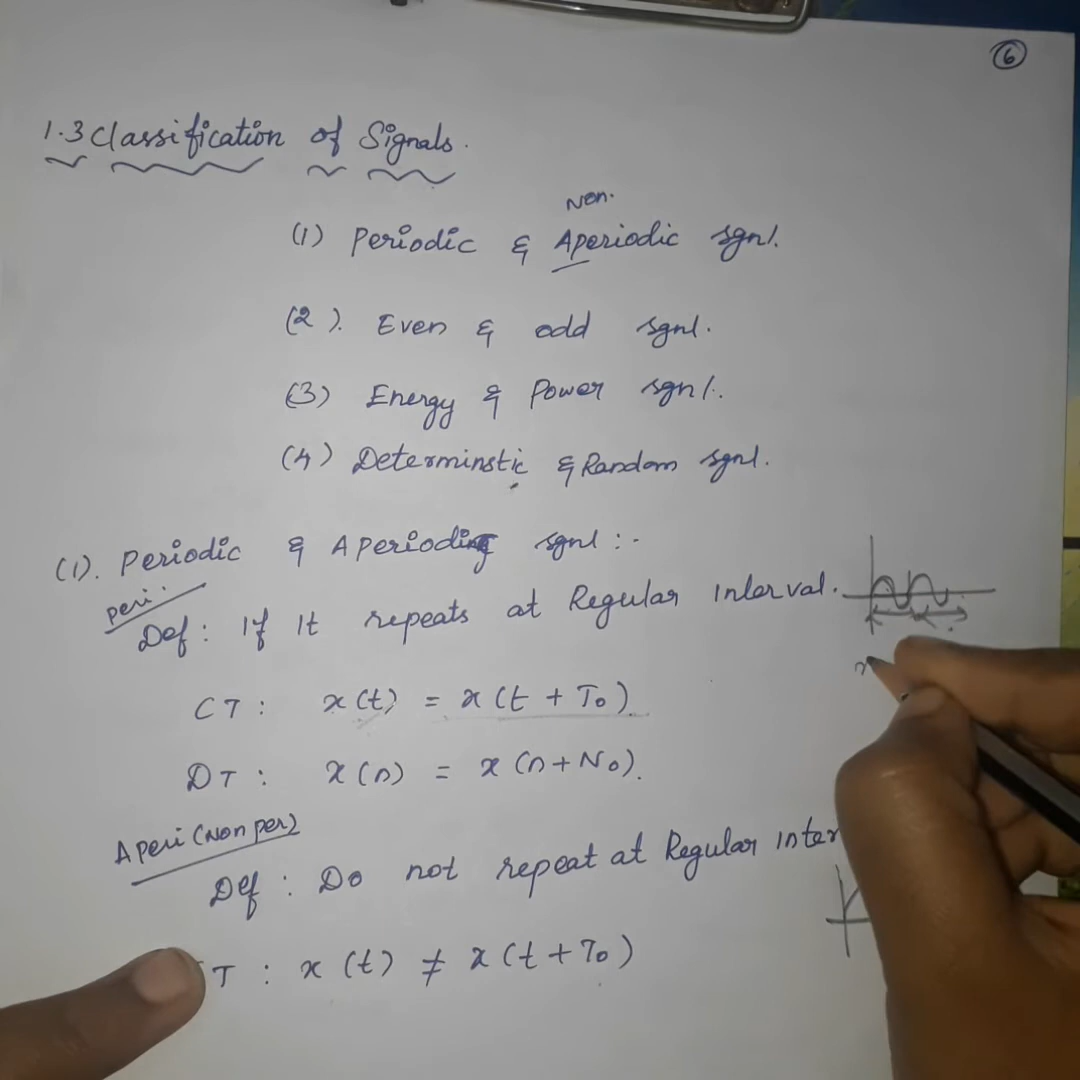 6
1.3 Classification of Signals.
Non.
(1) Periodic & Aperiodic sgnl.
(2). Even & odd sgnl.
(3) Energy & Power sgnl.
(4) Determinstic & Random sgnl.
(1). Periodic & Aperiodic sgnl :-
peri:
Def : If It repeats at Regular Interval.
CT : x(t) = x(t + T₀).
DT : x(n) = x(n+N₀).
Aperi (Non per)
Def : Do not repeat at Regular inter
T : x(t) ≠ x(t+T₀)